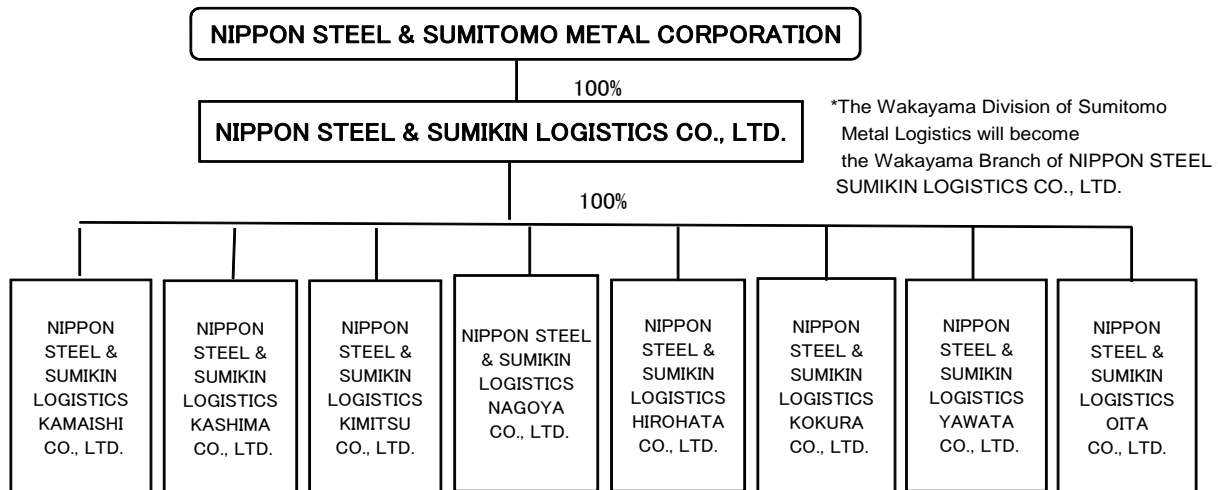 NIPPON STEEL & SUMITOMO METAL CORPORATION
100%
NIPPON STEEL & SUMIKIN LOGISTICS CO., LTD.
*The Wakayama Division of Sumitomo
Metal Logistics will become
the Wakayama Branch of NIPPON STEEL
SUMIKIN LOGISTICS CO., LTD.
100%
NIPPON
STEEL &
SUMIKIN
LOGISTICS
KAMAISHI
CO., LTD.
NIPPON
STEEL &
SUMIKIN
LOGISTICS
KASHIMA
CO., LTD.
NIPPON
STEEL &
SUMIKIN
LOGISTICS
KIMITSU
CO., LTD.
NIPPON STEEL
& SUMIKIN
LOGISTICS
NAGOYA
CO., LTD.
NIPPON
STEEL &
SUMIKIN
LOGISTICS
HIROHATA
CO., LTD.
NIPPON
STEEL &
SUMIKIN
LOGISTICS
KOKURA
CO., LTD.
NIPPON
STEEL &
SUMIKIN
LOGISTICS
YAWATA
CO., LTD.
NIPPON
STEEL &
SUMIKIN
LOGISTICS
OITA
CO., LTD.